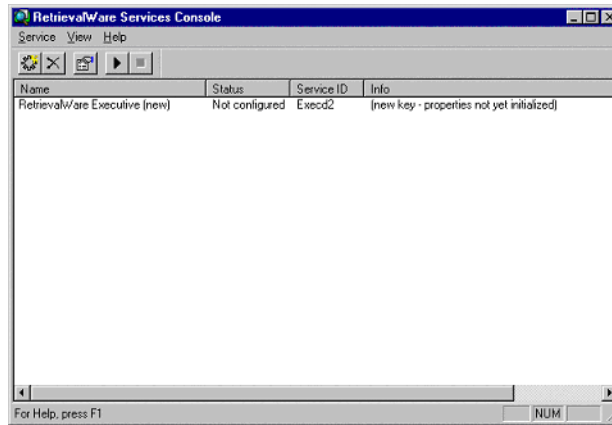 RetrievalWare Services Console
Service View Help
Name Status Service ID Info
RetrievalWare Executive (new) Not configured Execd2 (new key - properties not yet initialized)
For Help, press F1 NUM